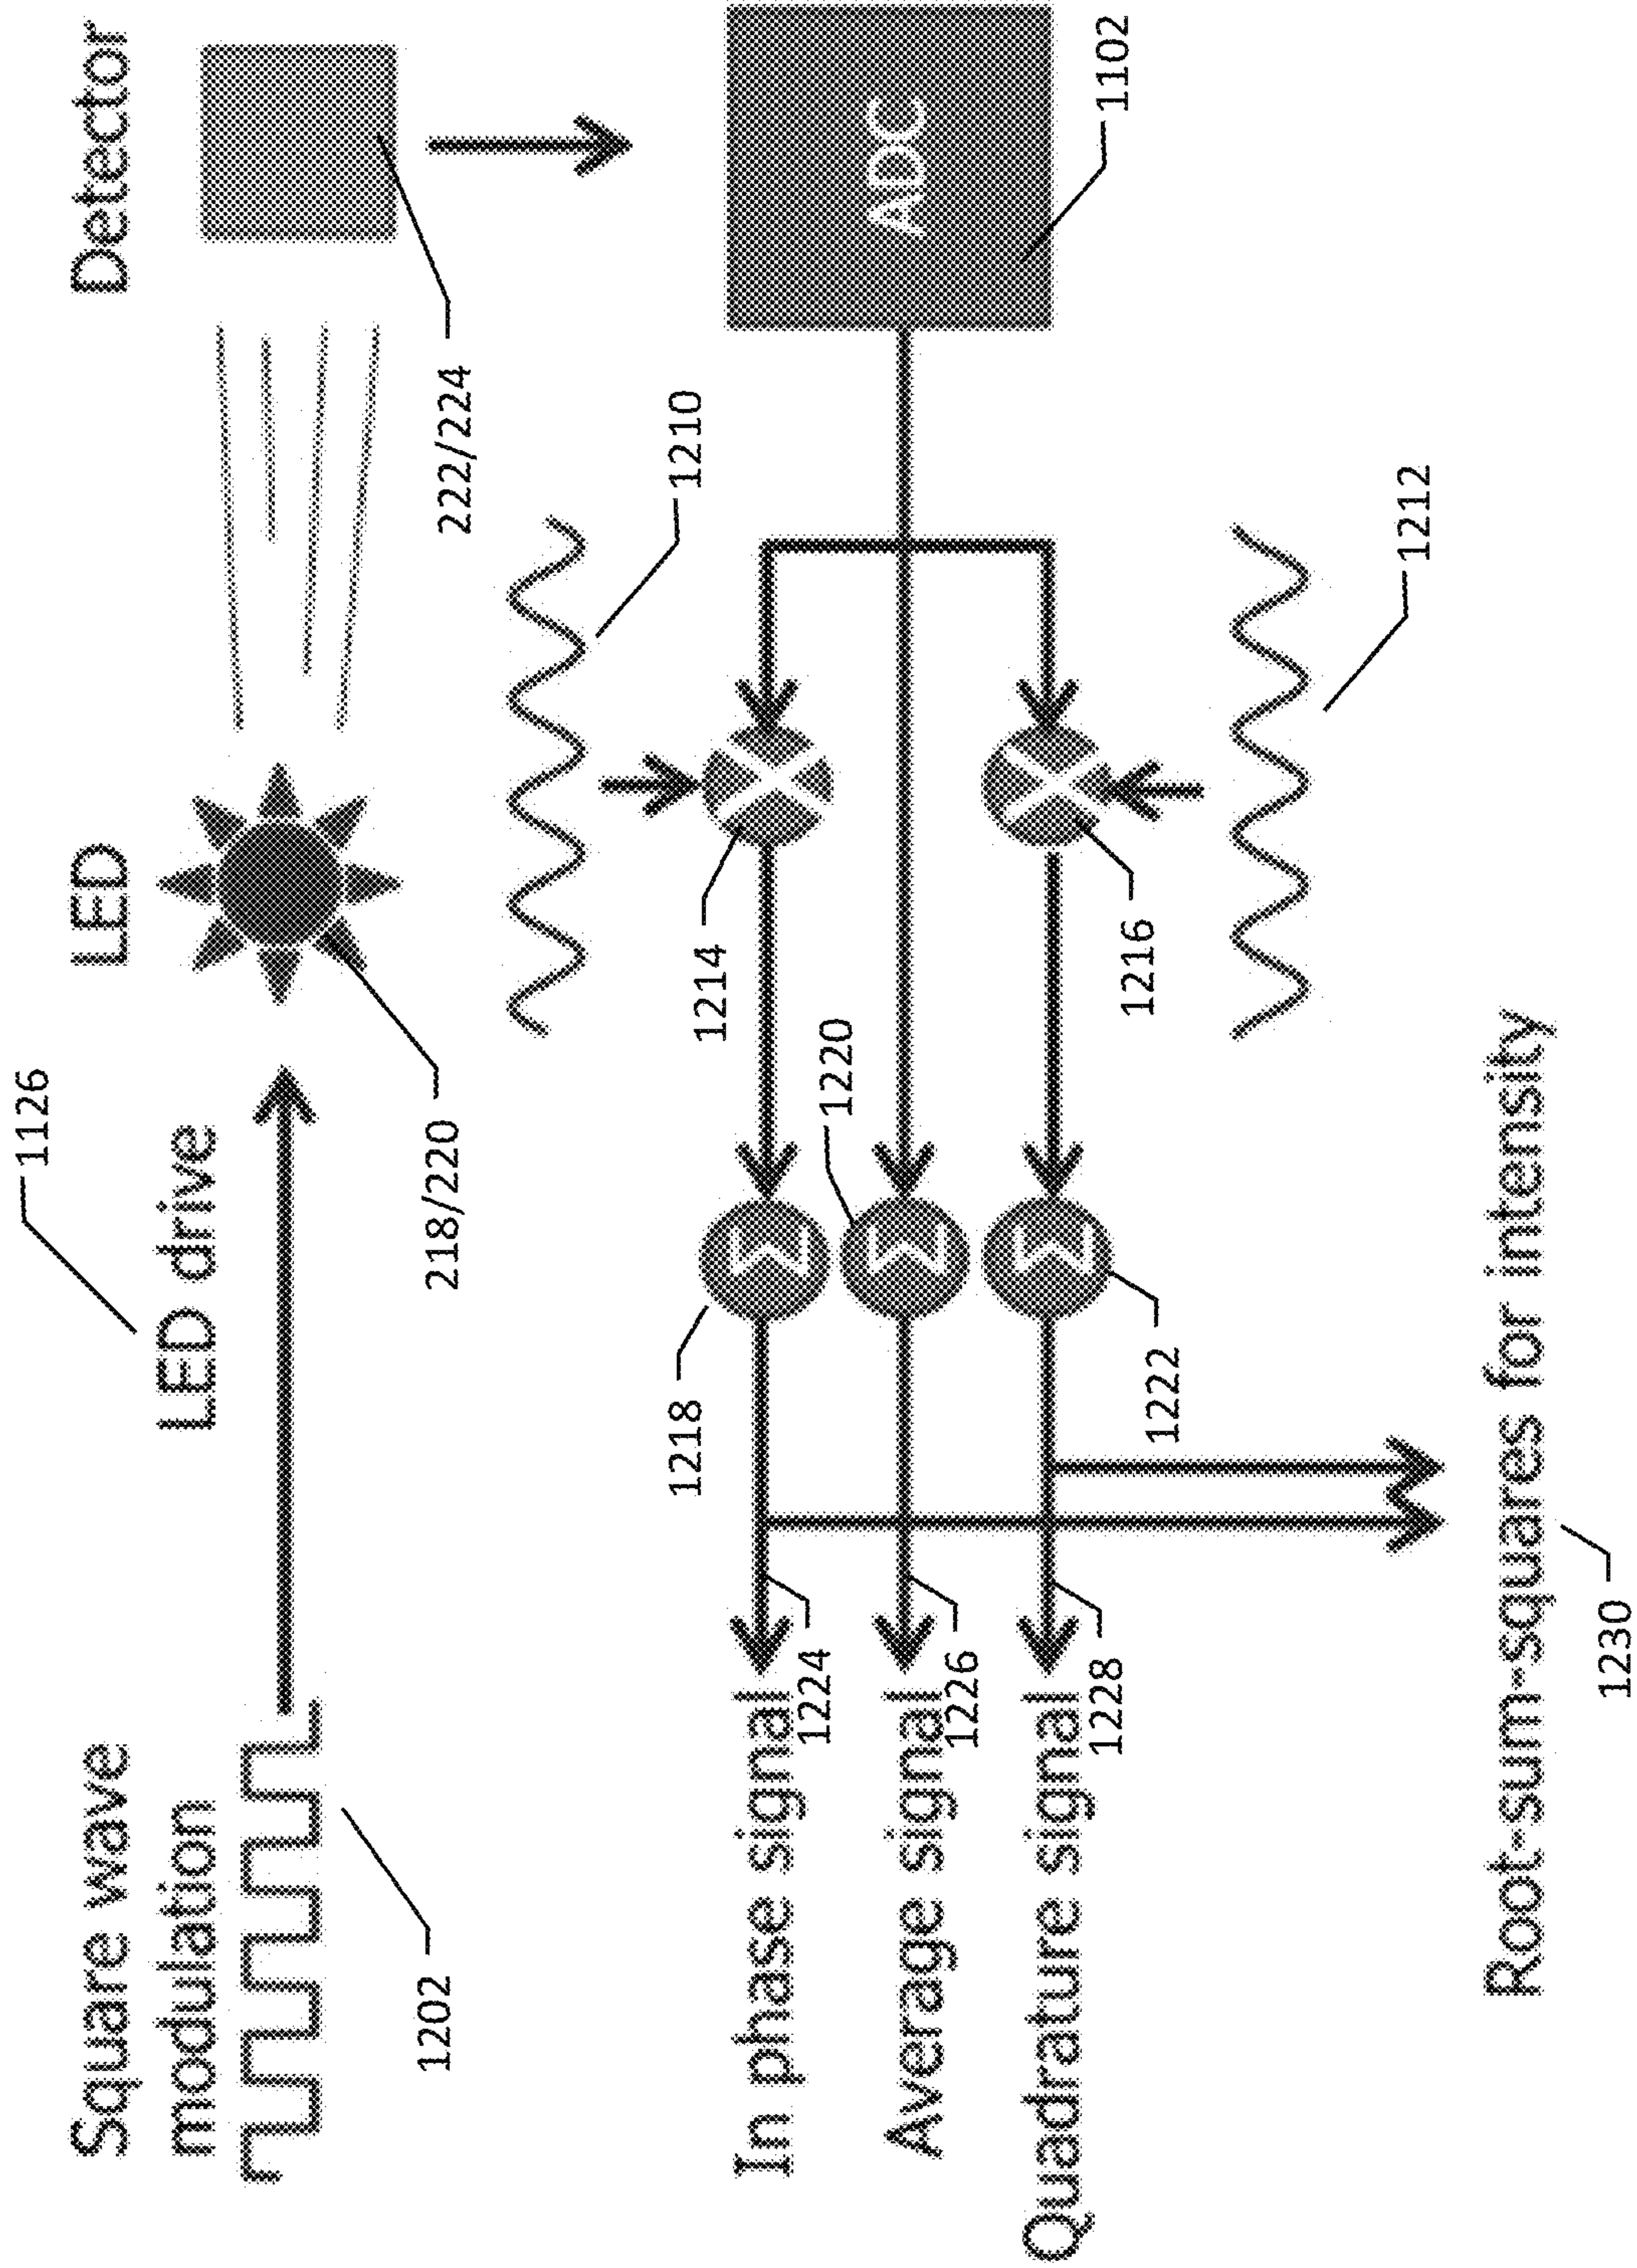 1126
Square wave
modulation
LED drive
LED
Detector
1202
218/220
222/224
1210
1218
1214
1220
ADC
1102
In phase signal
1224
Average signal
1226
Quadrature signal
1228
1222
1216
1212
Root-sum-squares for intensity
1230
Σ
Σ
Σ